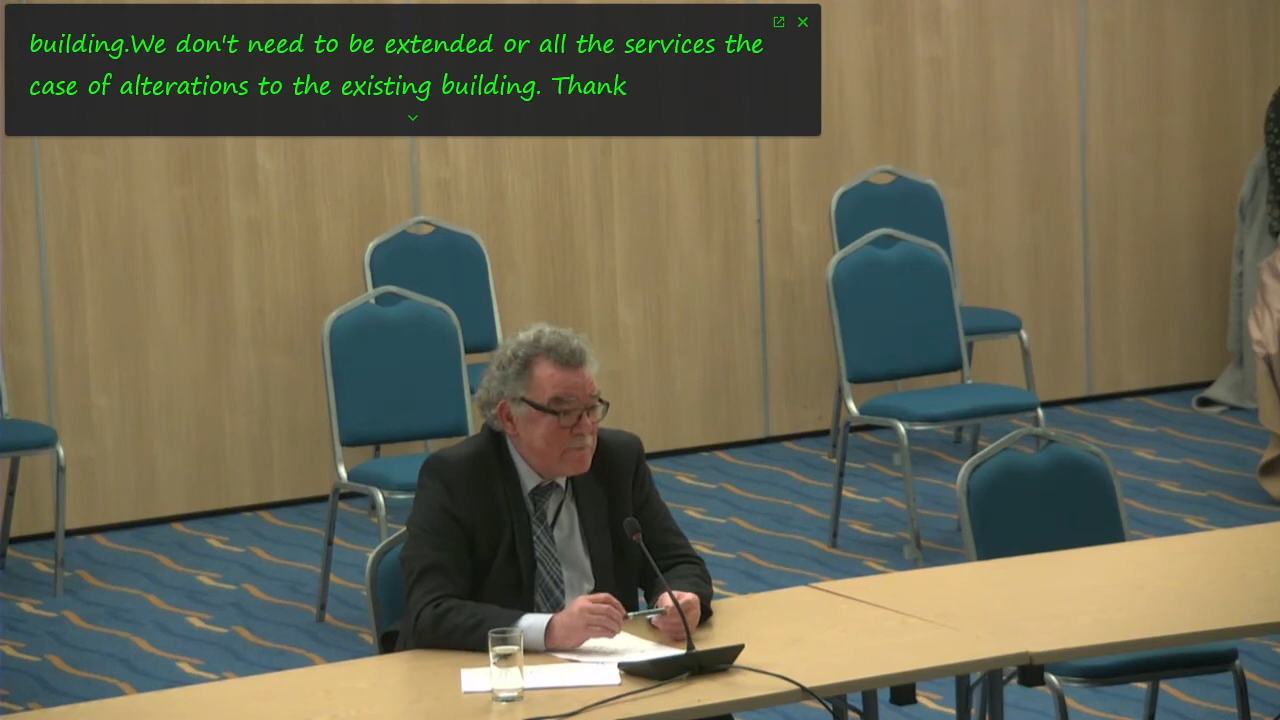 building.We don't need to be extended or all the services the
case of alterations to the existing building. Thank